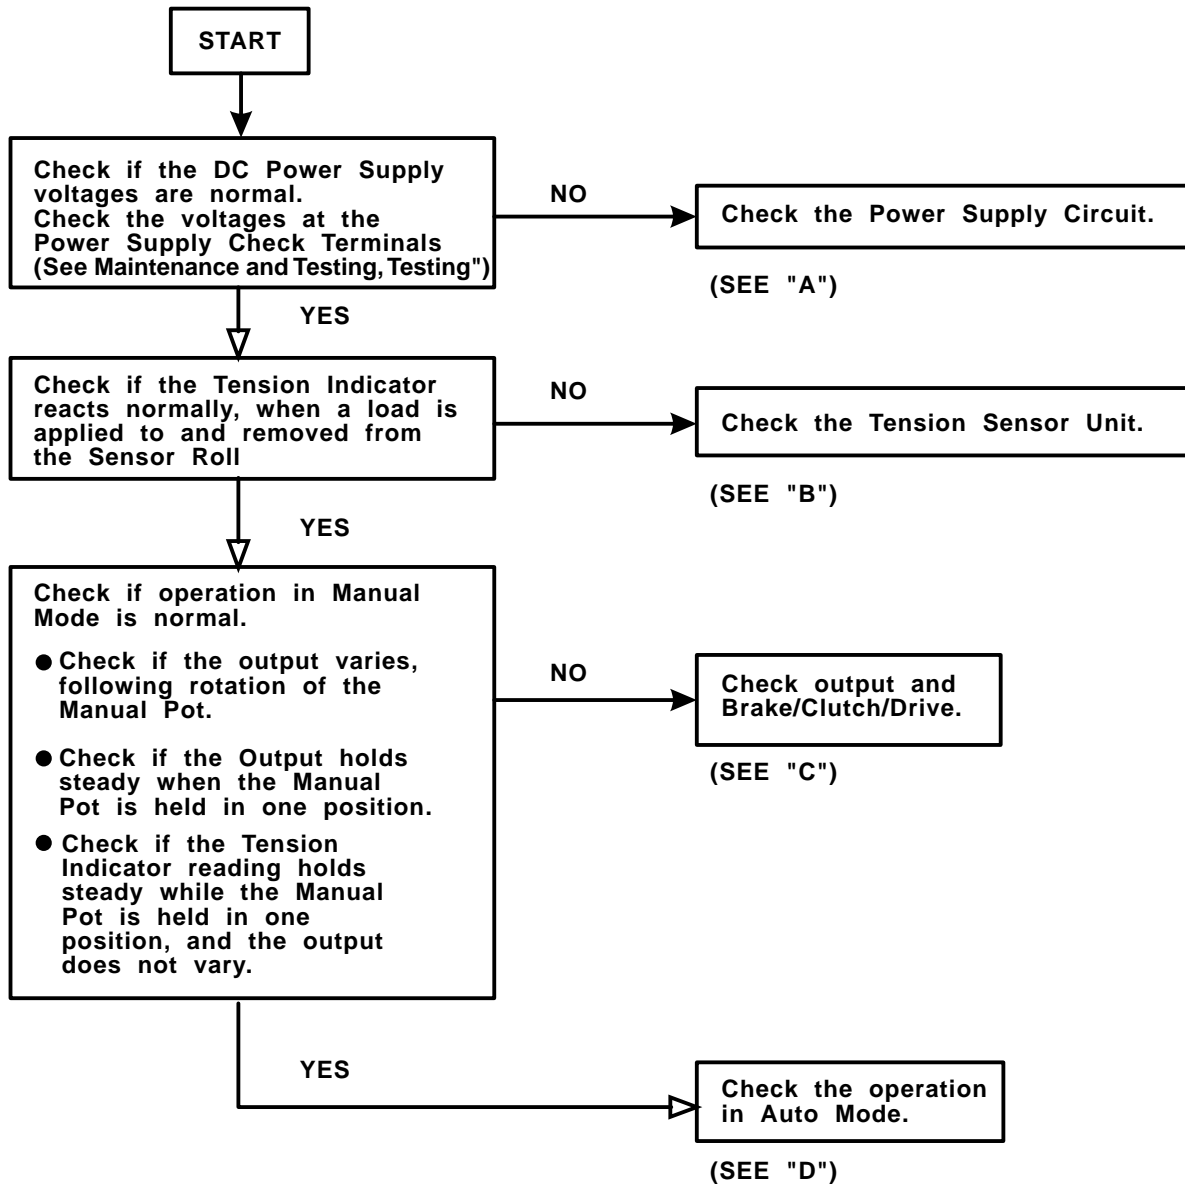 START
Check if the DC Power Supply
voltages are normal.
Check the voltages at the
Power Supply Check Terminals
(See Maintenance and Testing, Testing")
NO
Check the Power Supply Circuit.
(SEE "A")
YES
Check if the Tension Indicator
reacts normally, when a load is
applied to and removed from
the Sensor Roll
NO
Check the Tension Sensor Unit.
(SEE "B")
YES
Check if operation in Manual
Mode is normal.
● Check if the output varies,
following rotation of the
Manual Pot.
● Check if the Output holds
steady when the Manual
Pot is held in one position.
● Check if the Tension
Indicator reading holds
steady while the Manual
Pot is held in one
position, and the output
does not vary.
NO
Check output and
Brake/Clutch/Drive.
(SEE "C")
YES
Check the operation
in Auto Mode.
(SEE "D")